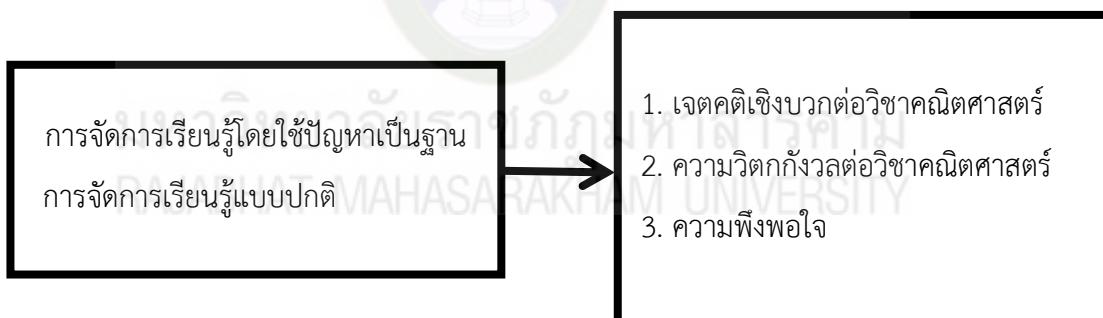 การจัดการเรียนรู้โดยใช้ปัญหาเป็นฐาน
การจัดการเรียนรู้แบบปกติ
1. เจตคติเชิงบวกต่อวิชาคณิตศาสตร์
2. ความวิตกกังวลต่อวิชาคณิตศาสตร์
3. ความพึงพอใจ
มหาวิทยาลัยราชภัฏมหาสารคาม
RAJABHAT MAHASARAKHAM UNIVERSITY